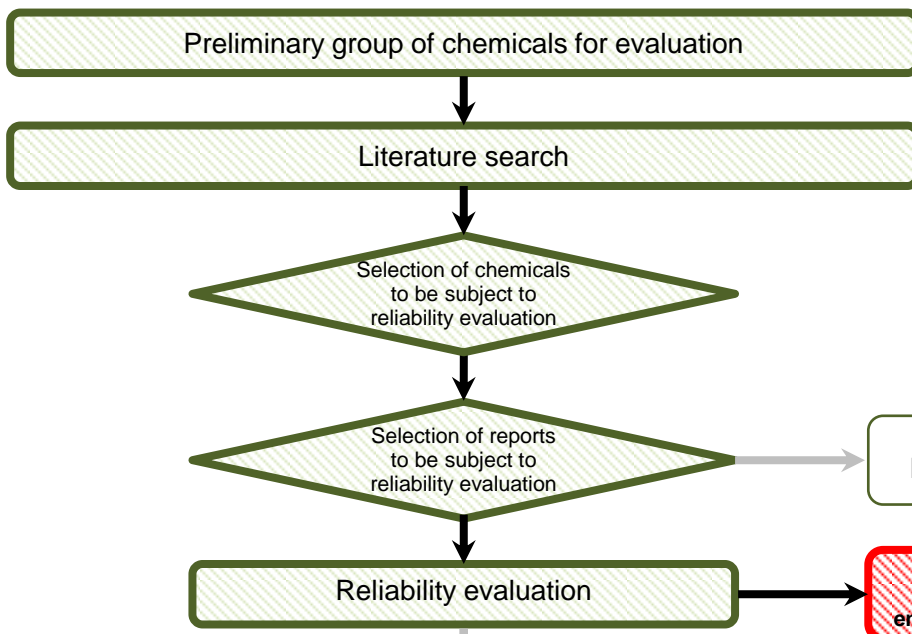 Preliminary group of chemicals for evaluation
Literature search
Selection of chemicals
to be subject to
reliability evaluation
Selection of reports
to be subject to
reliability evaluation
Reliability evaluation